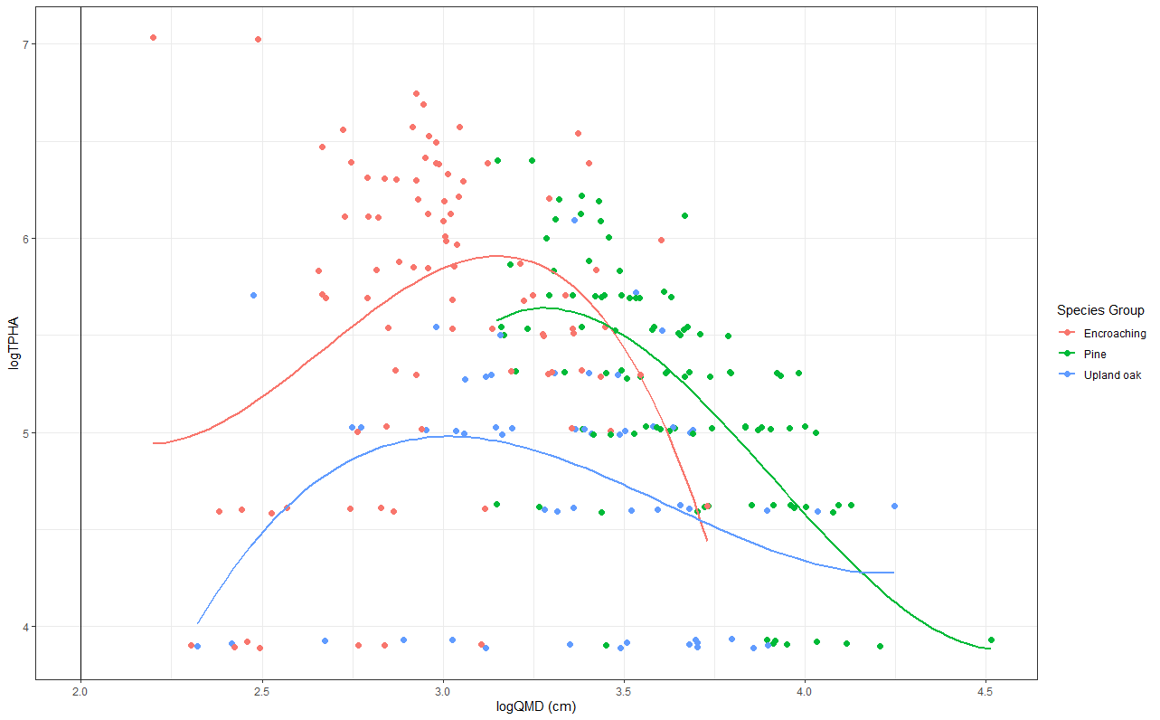 7
6
5
4
logTPHA
2.0
2.5
3.0
3.5
4.0
4.5
logQMD (cm)
Species Group
Encroaching
Pine
Upland oak